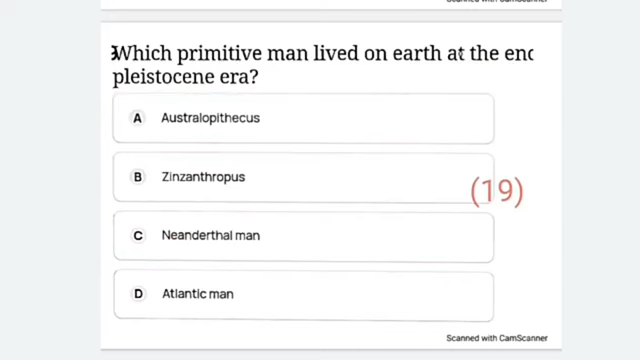 Scanned with CamScanner
Which primitive man lived on earth at the end
pleistocene era?
A Australopithecus
B Zinzanthropus
(19)
C Neanderthal man
D Atlantic man
Scanned with CamScanner